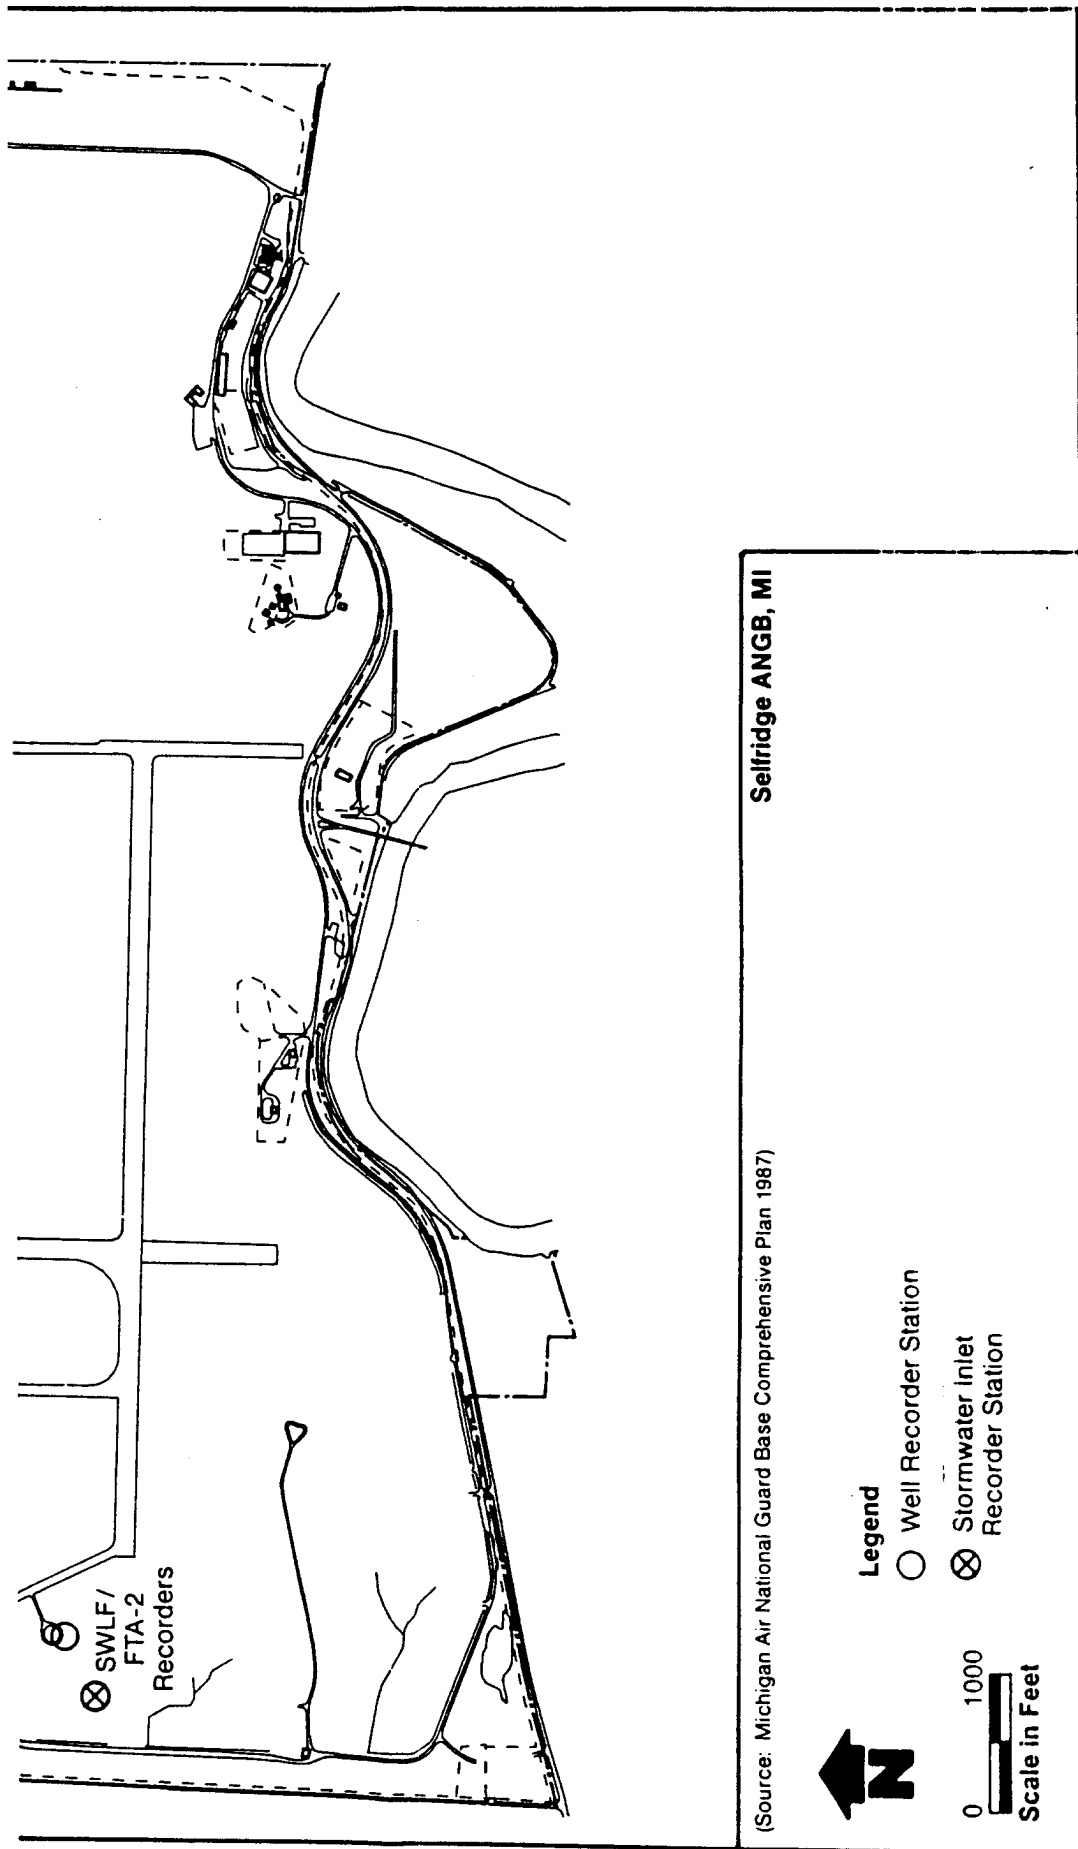 SWLF/
FTA-2
Recorders
Selfridge ANGB, MI
(Source: Michigan Air National Guard Base Comprehensive Plan 1987)
Legend
Well Recorder Station
Stormwater Inlet
Recorder Station
N
0 1000
Scale in Feet